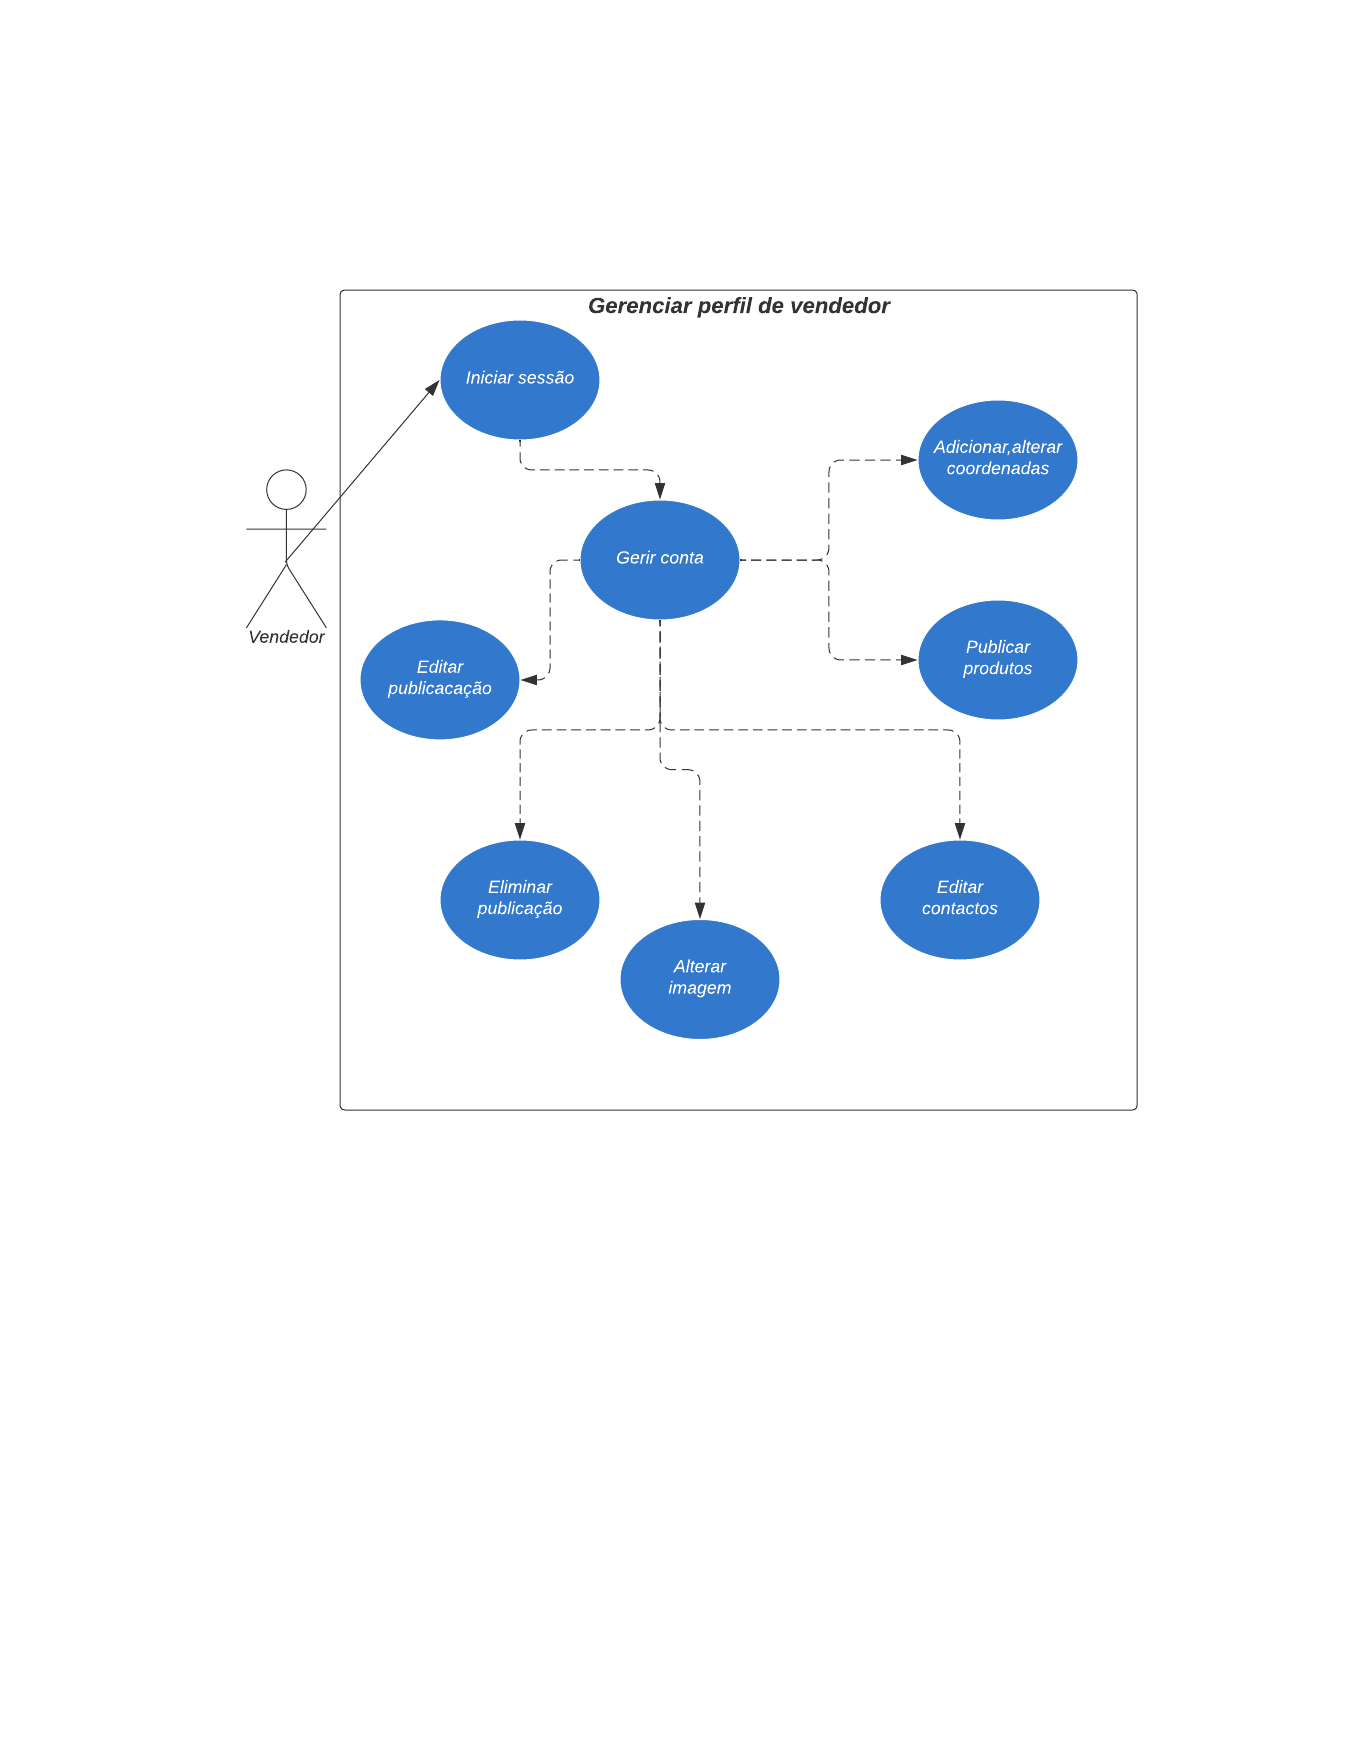 Gerenciar perfil de vendedor
Iniciar sessão
Adicionar,alterar
coordenadas
Gerir conta
Vendedor
Editar
publicacação
Publicar
produtos
Eliminar
publicação
Editar
contactos
Alterar
imagem